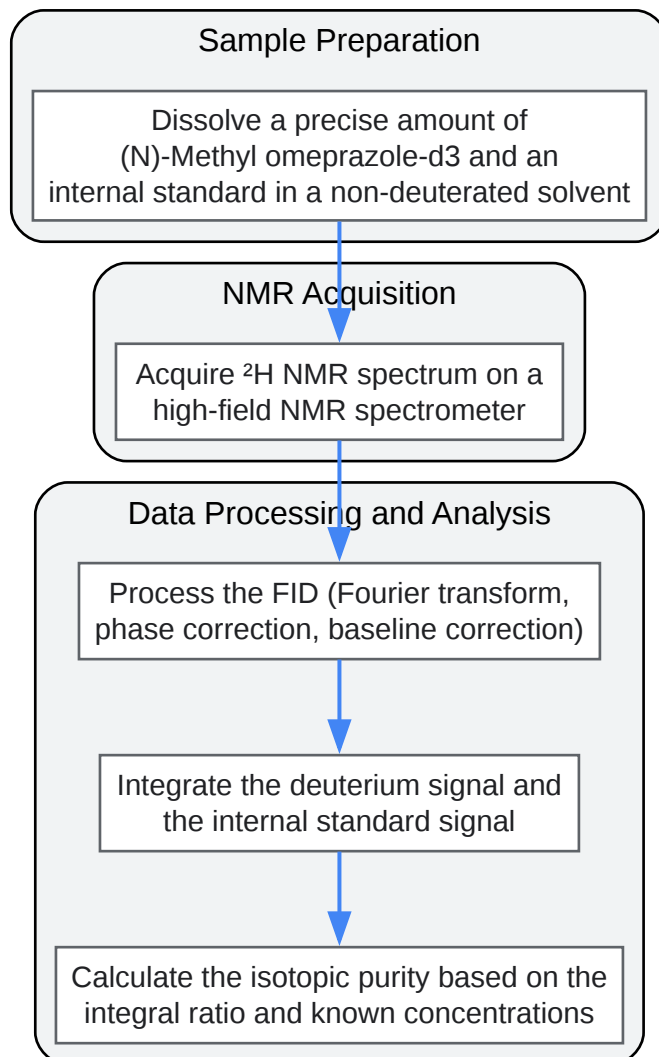 Sample Preparation
Dissolve a precise amount of
(N)-Methyl omeprazole-d3 and an
internal standard in a non-deuterated solvent
NMR Acquisition
Acquire ²H NMR spectrum on a
high-field NMR spectrometer
Data Processing and Analysis
Process the FID (Fourier transform,
phase correction, baseline correction)
Integrate the deuterium signal and
the internal standard signal
Calculate the isotopic purity based on the
integral ratio and known concentrations